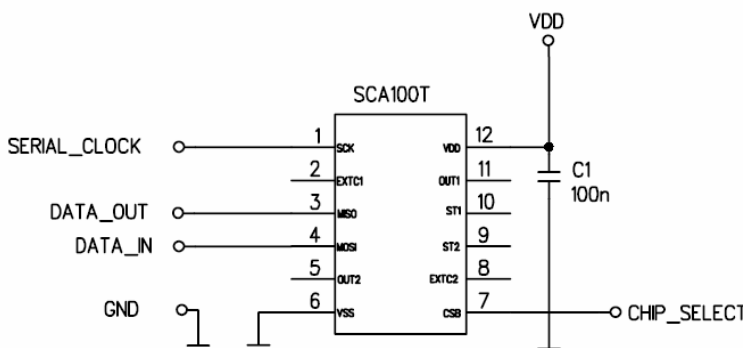 VDD
SCA100T
SERIAL_CLOCK 1 SCK VDD 12
2 EXTC1 OUT1 11 C1
100n
DATA_OUT 3 MISO ST1 10
DATA_IN 4 MOSI ST2 9
5 OUT2 EXTC2 8
GND 6 VSS CSB 7 CHIP_SELECT